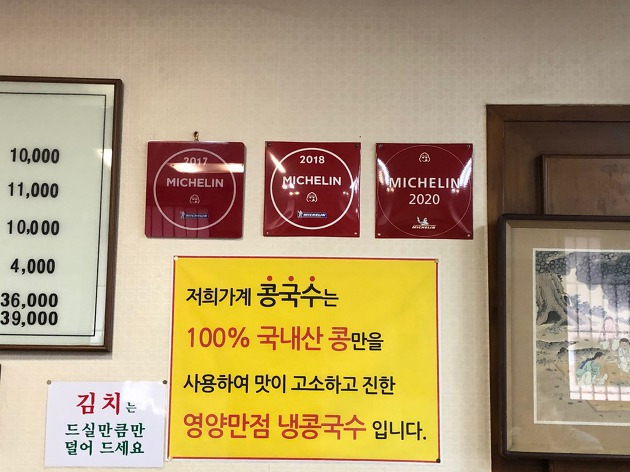 10,000
11,000
10,000
4,000
36,000
39,000
2017
MICHELIN
MICHELIN
2018
MICHELIN
MICHELIN
MICHELIN
2020
MICHELIN
저희가게 콩국수는
100% 국내산 콩만을
사용하여 맛이 고소하고 진한
영양만점 냉콩국수 입니다.
김치는
드실만큼만
덜어 드세요